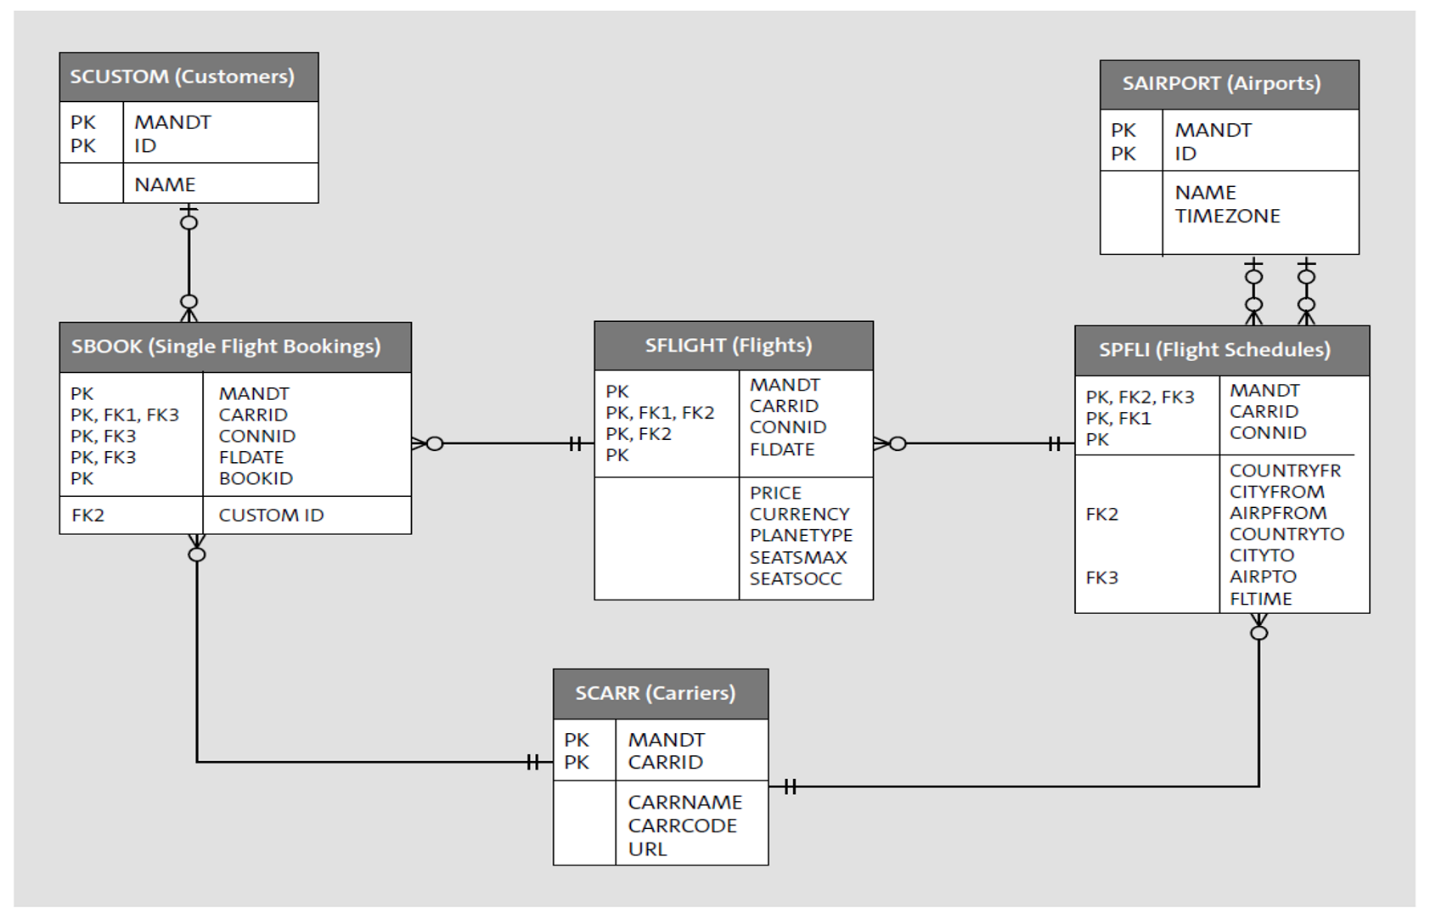 SCUSTOM (Customers)
PK MANDT
PK ID
NAME
SAIRPORT (Airports)
PK MANDT
PK ID
NAME
TIMEZONE
SBOOK (Single Flight Bookings)
PK MANDT
PK, FK1, FK3 CARRID
PK, FK3 CONNID
PK, FK3 FLDATE
PK BOOKID
FK2 CUSTOM ID
SFLIGHT (Flights)
PK MANDT
PK, FK1, FK2 CARRID
PK, FK2 CONNID
PK FLDATE
PRICE
CURRENCY
PLANETYPE
SEATSMAX
SEATSOCC
SPFLI (Flight Schedules)
PK, FK2, FK3 MANDT
PK, FK1 CARRID
PK CONNID
COUNTRYFR
CITYFROM
FK2 AIRPFROM
COUNTRYTO
CITYTO
FK3 AIRPTO
FLTIME
SCARR (Carriers)
PK MANDT
PK CARRID
CARRNAME
CARRCODE
URL